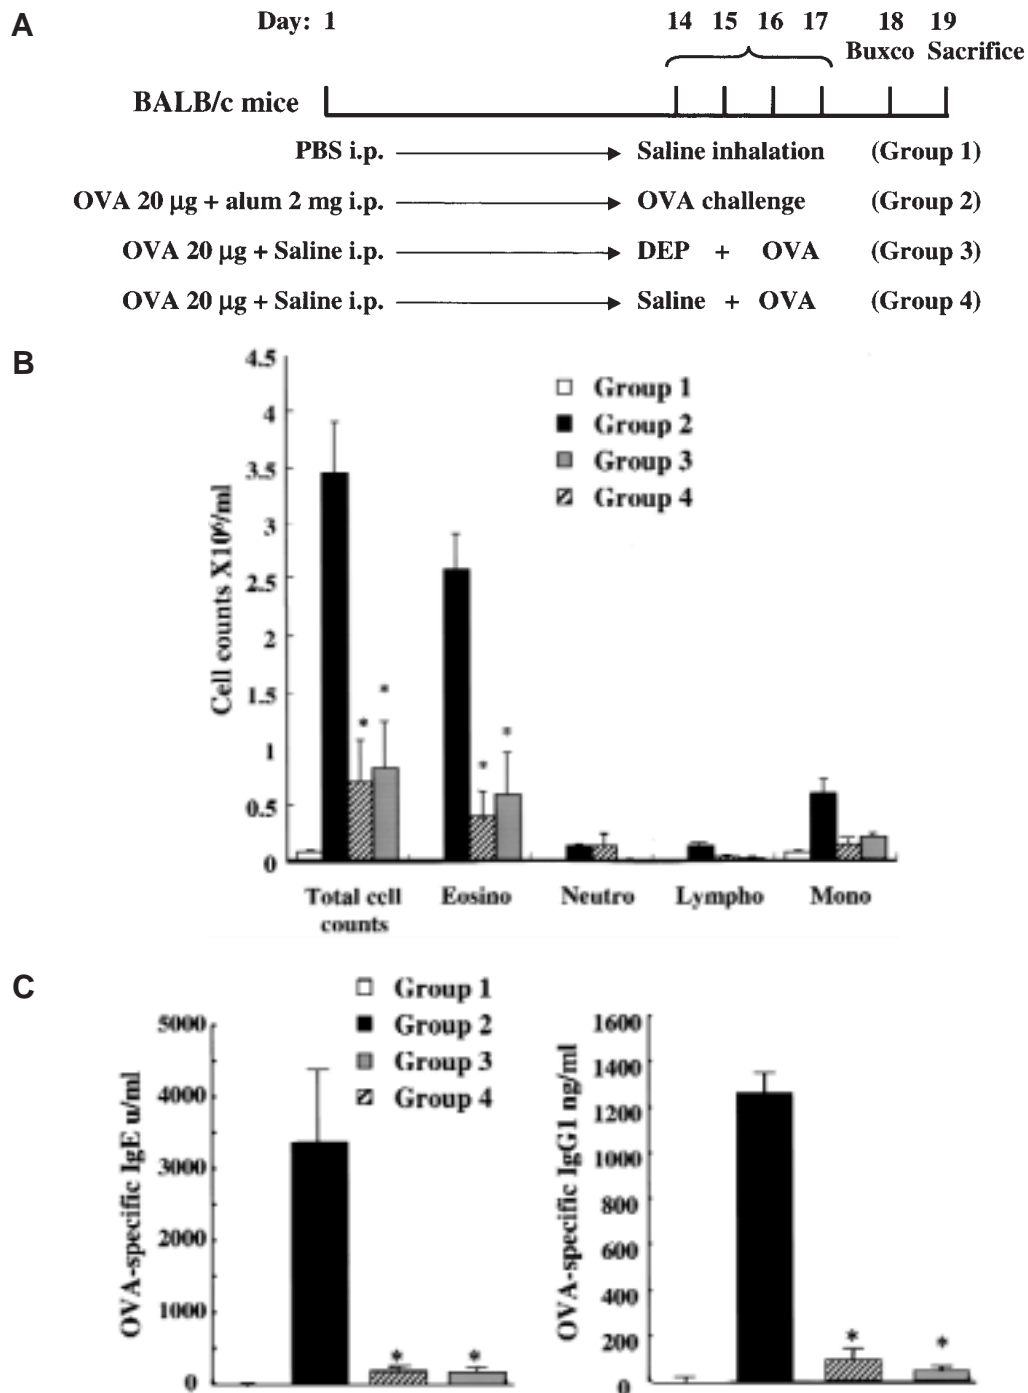 A
Day: 1 14 15 16 17 18 19
Buxco Sacrifice
BALB/c mice
PBS i.p. Saline inhalation (Group 1)
OVA 20 µg + alum 2 mg i.p. OVA challenge (Group 2)
OVA 20 µg + Saline i.p. DEP + OVA (Group 3)
OVA 20 µg + Saline i.p. Saline + OVA (Group 4)
B
Cell counts X10⁶/ml
4.5
4
3.5
3
2.5
2
1.5
1
0.5
0
Group 1
Group 2
Group 3
Group 4
* * * *
Total cell Eosino Neutro Lympho Mono
counts
C
Group 1
Group 2
Group 3
Group 4
OVA-specific IgE u/ml
5000
4000
3000
2000
1000
0
* *
OVA-specific IgG1 ng/ml
1600
1400
1200
1000
800
600
400
200
0
* *